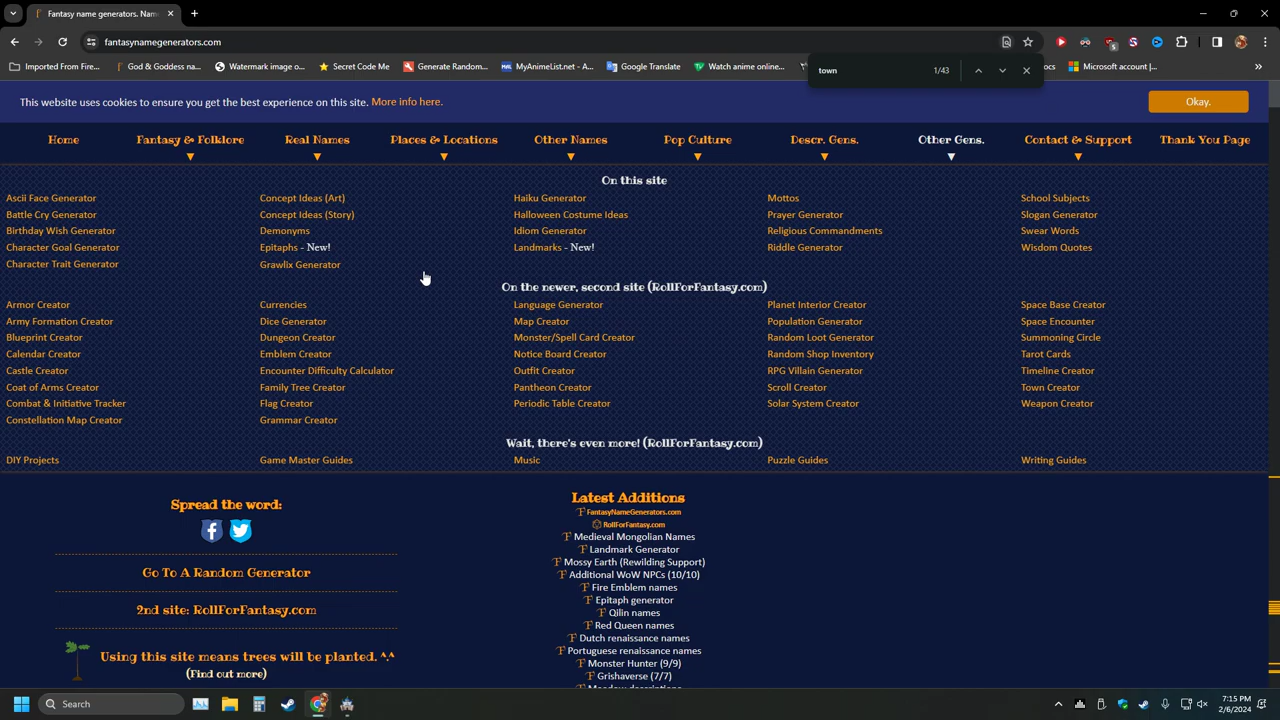 Fantasy name generators. Nam
fantasynamegenerators.com
Imported From Fire...
God & Goddess na...
Watermark image o...
Secret Code Me
Generate Random...
MyAnimeList.net - A...
Google Translate
Watch anime online...
Microsoft account |...
town 1/43
This website uses cookies to ensure you get the best experience on this site. More info here.
Okay.
Home Fantasy & Folklore Real Names Places & Locations Other Names Pop Culture Descr. Gens. Other Gens. Contact & Support Thank You Page
On this site
Ascii Face Generator Concept Ideas (Art) Haiku Generator Mottos School Subjects
Battle Cry Generator Concept Ideas (Story) Halloween Costume Ideas Prayer Generator Slogan Generator
Birthday Wish Generator Demonyms Idiom Generator Religious Commandments Swear Words
Character Goal Generator Epitaphs - New! Landmarks - New! Riddle Generator Wisdom Quotes
Character Trait Generator Grawlix Generator
On the newer, second site (RollForFantasy.com)
Armor Creator Currencies Language Generator Planet Interior Creator Space Base Creator
Army Formation Creator Dice Generator Map Creator Population Generator Space Encounter
Blueprint Creator Dungeon Creator Monster/Spell Card Creator Random Loot Generator Summoning Circle
Calendar Creator Emblem Creator Notice Board Creator Random Shop Inventory Tarot Cards
Castle Creator Encounter Difficulty Calculator Outfit Creator RPG Villain Generator Timeline Creator
Coat of Arms Creator Family Tree Creator Pantheon Creator Scroll Creator Town Creator
Combat & Initiative Tracker Flag Creator Periodic Table Creator Solar System Creator Weapon Creator
Constellation Map Creator Grammar Creator
Wait, there's even more! (RollForFantasy.com)
DIY Projects Game Master Guides Music Puzzle Guides Writing Guides
Spread the word:
Go To A Random Generator
2nd site: RollForFantasy.com
Using this site means trees will be planted. ^.^
(Find out more)
Latest Additions
FantasyNameGenerators.com
RollForFantasy.com
Medieval Mongolian Names
Landmark Generator
Mossy Earth (Rewilding Support)
Additional WoW NPCs (10/10)
Fire Emblem names
Epitaph generator
Qilin names
Red Queen names
Dutch renaissance names
Portuguese renaissance names
Monster Hunter (9/9)
Grishaverse (7/7)
Meadow descriptions
Search
7:15 PM
2/6/2024